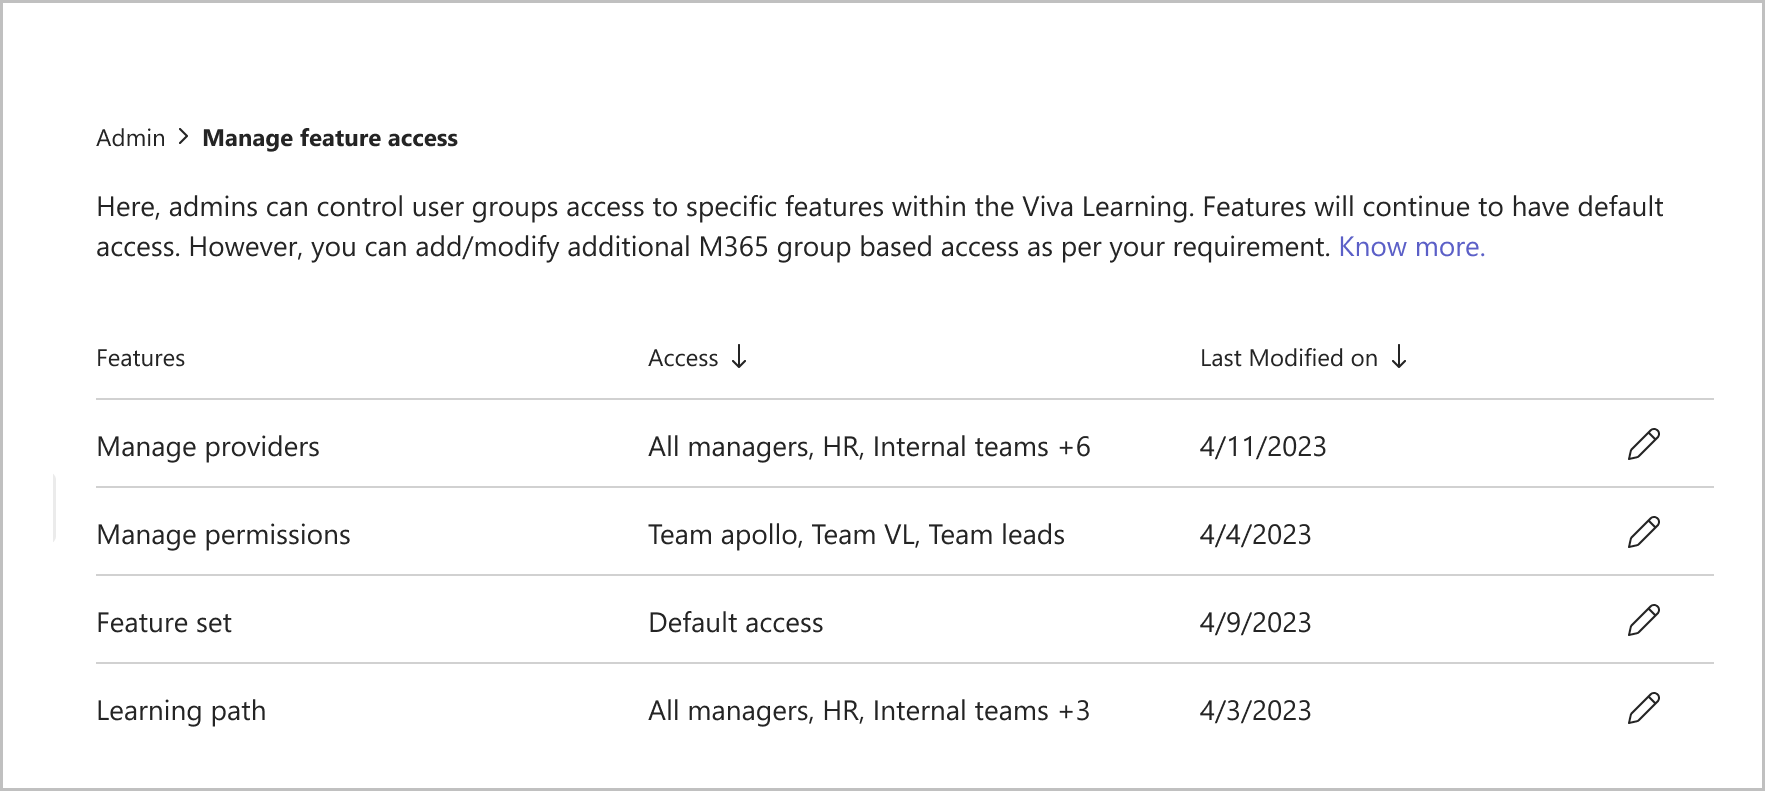 Admin > Manage feature access
Here, admins can control user groups access to specific features within the Viva Learning. Features will continue to have default
access. However, you can add/modify additional M365 group based access as per your requirement. Know more.
Features Access ↓ Last Modified on ↓
Manage providers All managers, HR, Internal teams +6 4/11/2023
Manage permissions Team apollo, Team VL, Team leads 4/4/2023
Feature set Default access 4/9/2023
Learning path All managers, HR, Internal teams +3 4/3/2023